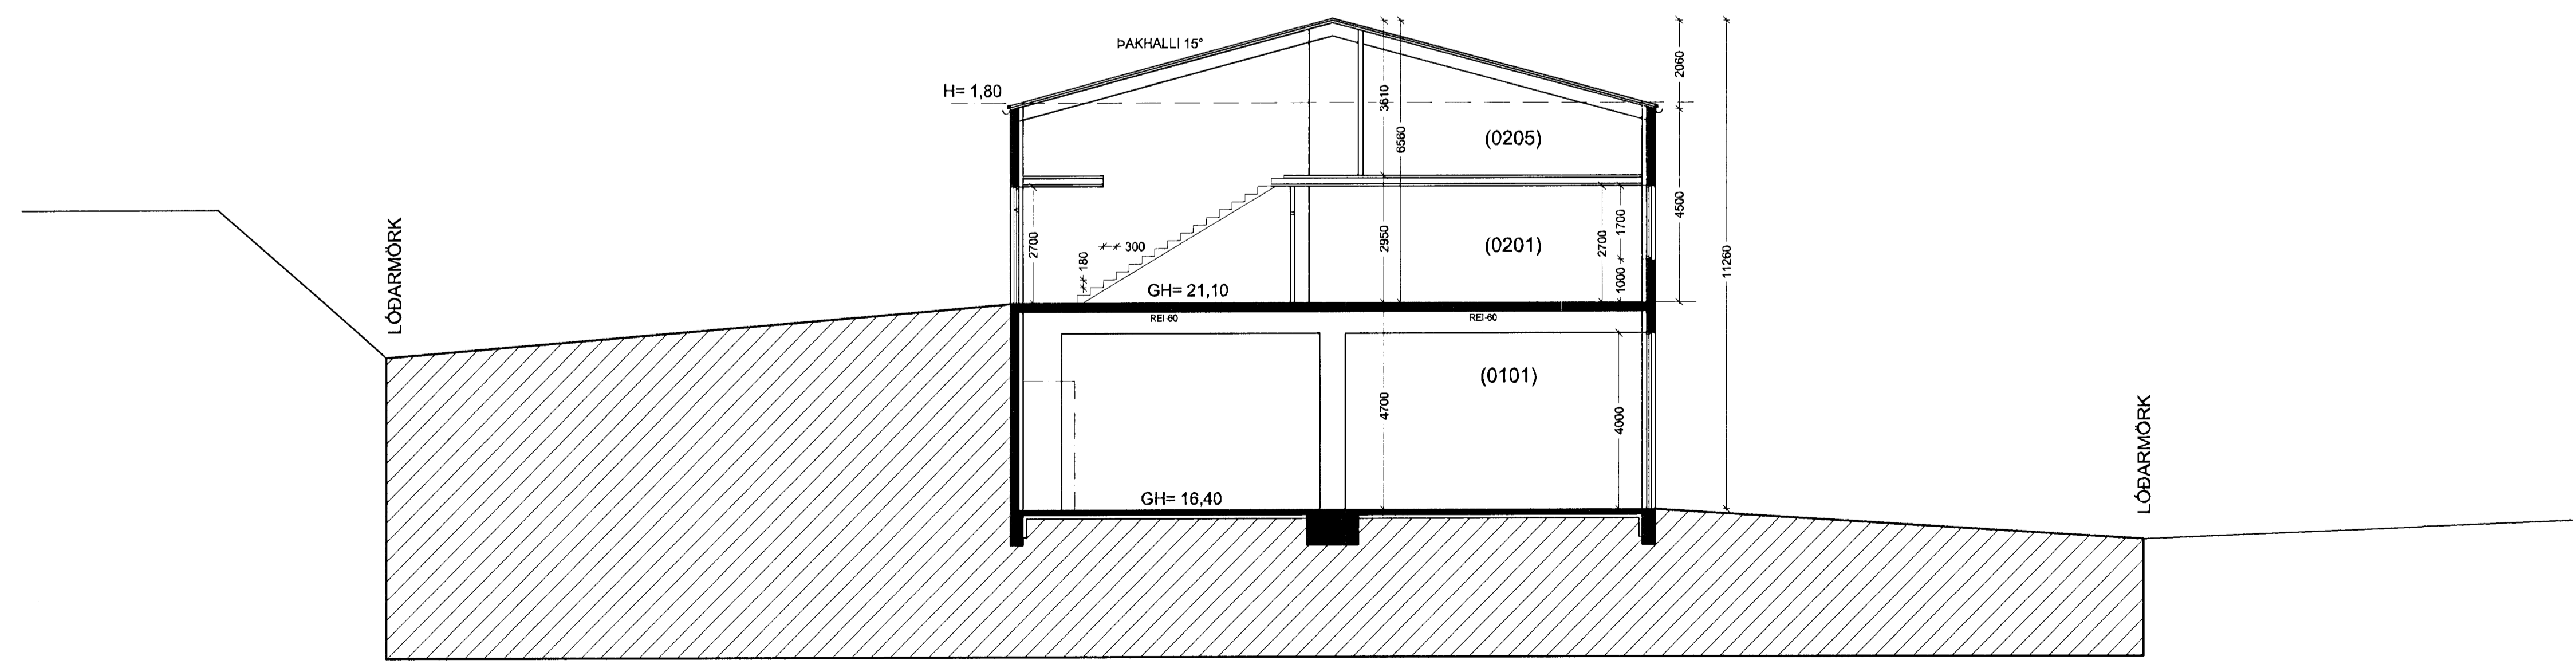 ÞAKHALLI 15°
H= 1,80
2060
3610
6560
(0205)
4500
LÓÐARMÖRK
2700
300
180
2950
(0201)
2700
1700
1000
11260
GH= 21,10
REI-60
REI-60
(0101)
4700
4000
GH= 16,40
LÓÐARMÖRK